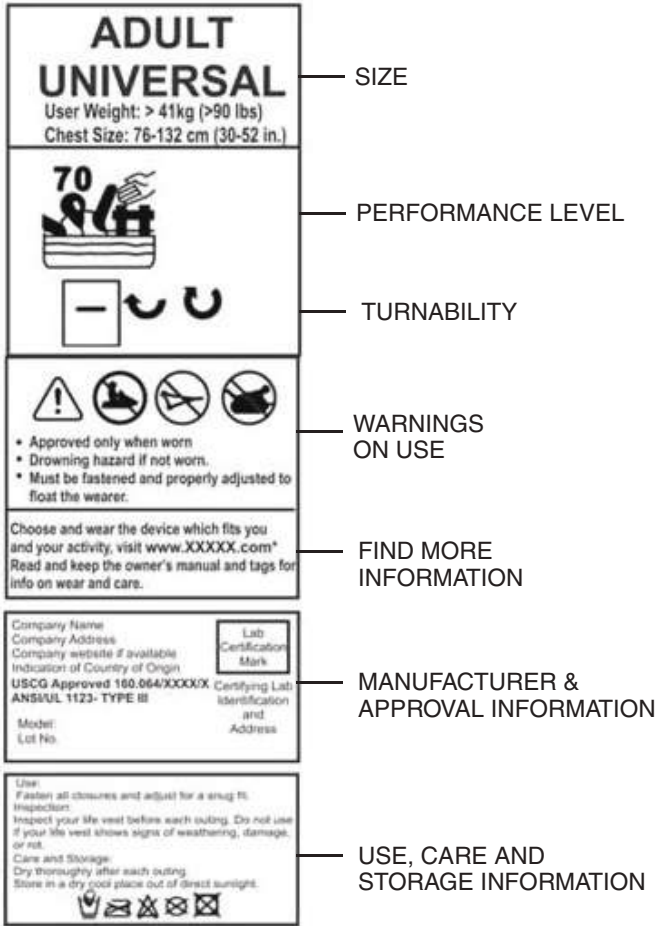 ADULT
UNIVERSAL
User Weight: > 41kg (>90 lbs)
Chest Size: 76-132 cm (30-52 in.)
SIZE
70
PERFORMANCE LEVEL
TURNABILITY
• Approved only when worn
• Drowning hazard if not worn.
• Must be fastened and properly adjusted to
float the wearer.
WARNINGS
ON USE
Choose and wear the device which fits you
and your activity, visit www.XXXXX.com*
Read and keep the owner's manual and tags for
info on wear and care.
FIND MORE
INFORMATION
Company Name
Company Address
Company website if available
Indication of Country of Origin
USCG Approved 160.064/XXXX/X
ANSI/UL 1123- TYPE III
Model:
Lot No.
Lab
Certification
Mark
Certifying Lab
Identification
and
Address
MANUFACTURER &
APPROVAL INFORMATION
Use:
Fasten all closures and adjust for a snug fit.
Inspection:
Inspect your life vest before each outing. Do not use
if your life vest shows signs of weathering, damage,
or rot.
Care and Storage:
Dry thoroughly after each outing.
Store in a dry cool place out of direct sunlight.
USE, CARE AND
STORAGE INFORMATION